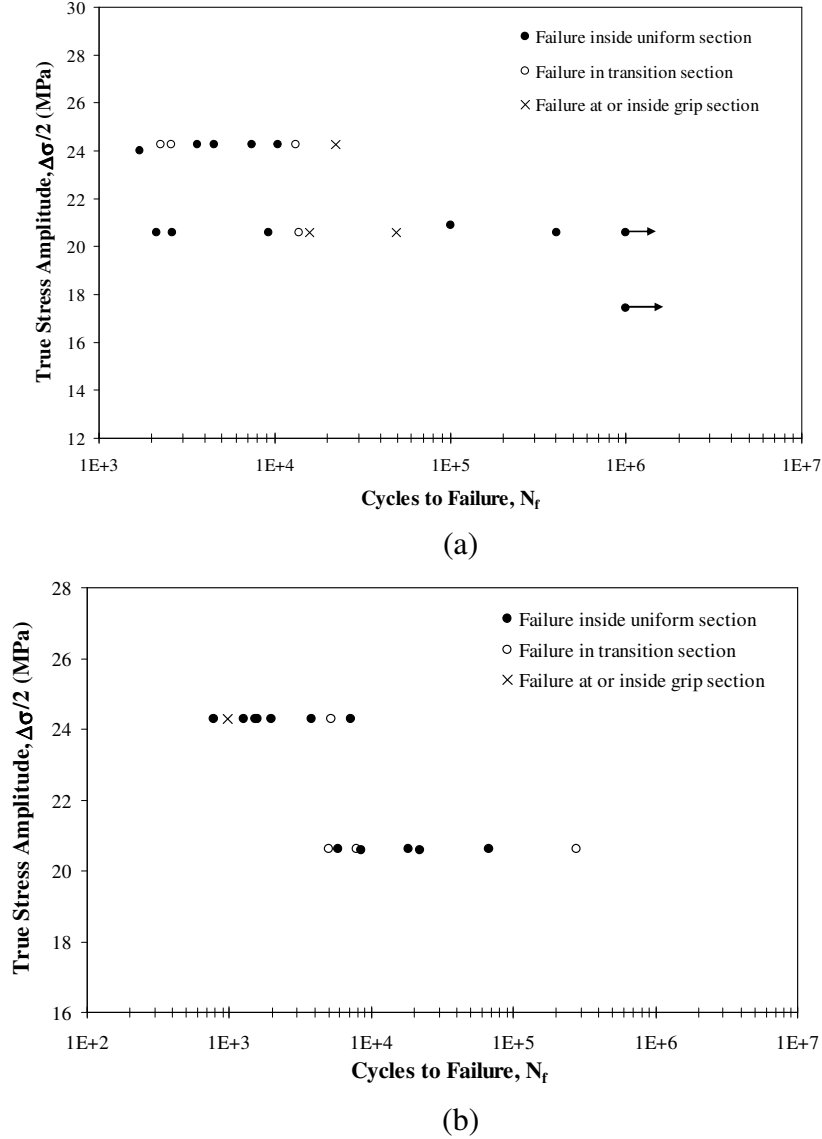 30
28
26
24
22
20
18
16
14
12
True Stress Amplitude, Δσ/2 (MPa)
Failure inside uniform section
Failure in transition section
Failure at or inside grip section
1E+3 1E+4 1E+5 1E+6 1E+7
Cycles to Failure, Nf
(a)
28
26
24
22
20
18
16
True Stress Amplitude, Δσ/2 (MPa)
Failure inside uniform section
Failure in transition section
Failure at or inside grip section
1E+2 1E+3 1E+4 1E+5 1E+6 1E+7
Cycles to Failure, Nf
(b)